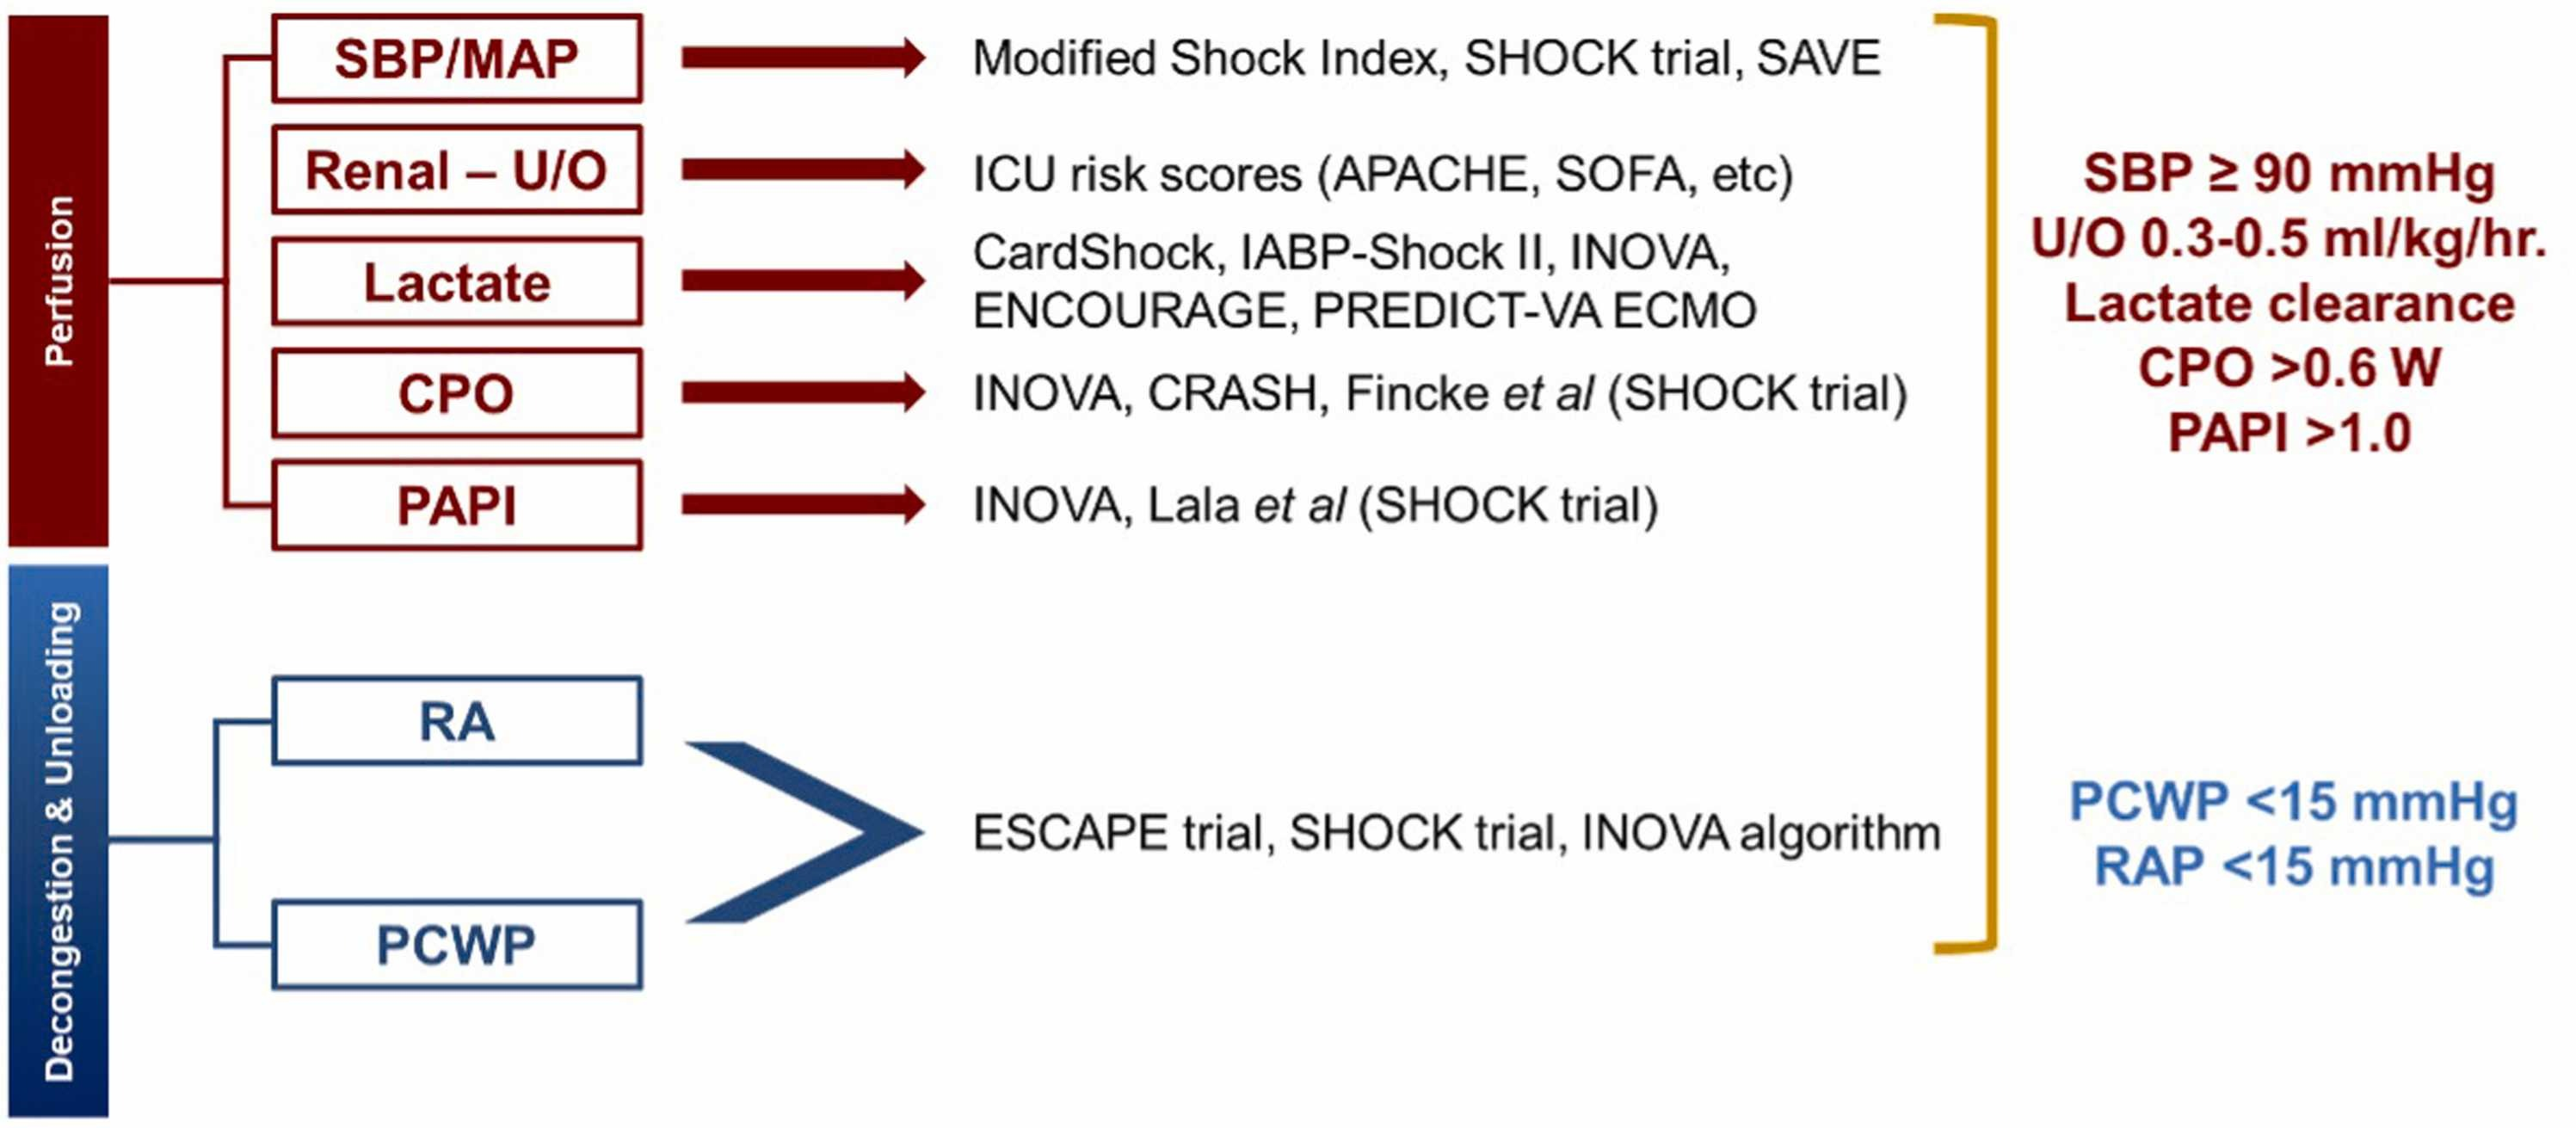 Perfusion
SBP/MAP
Modified Shock Index, SHOCK trial, SAVE
Renal – U/O
ICU risk scores (APACHE, SOFA, etc)
Lactate
CardShock, IABP-Shock II, INOVA,
ENCOURAGE, PREDICT-VA ECMO
CPO
INOVA, CRASH, Fincke et al (SHOCK trial)
PAPI
INOVA, Lala et al (SHOCK trial)
SBP ≥ 90 mmHg
U/O 0.3-0.5 ml/kg/hr.
Lactate clearance
CPO >0.6 W
PAPI >1.0
Decongestion & Unloading
RA
PCWP
ESCAPE trial, SHOCK trial, INOVA algorithm
PCWP <15 mmHg
RAP <15 mmHg